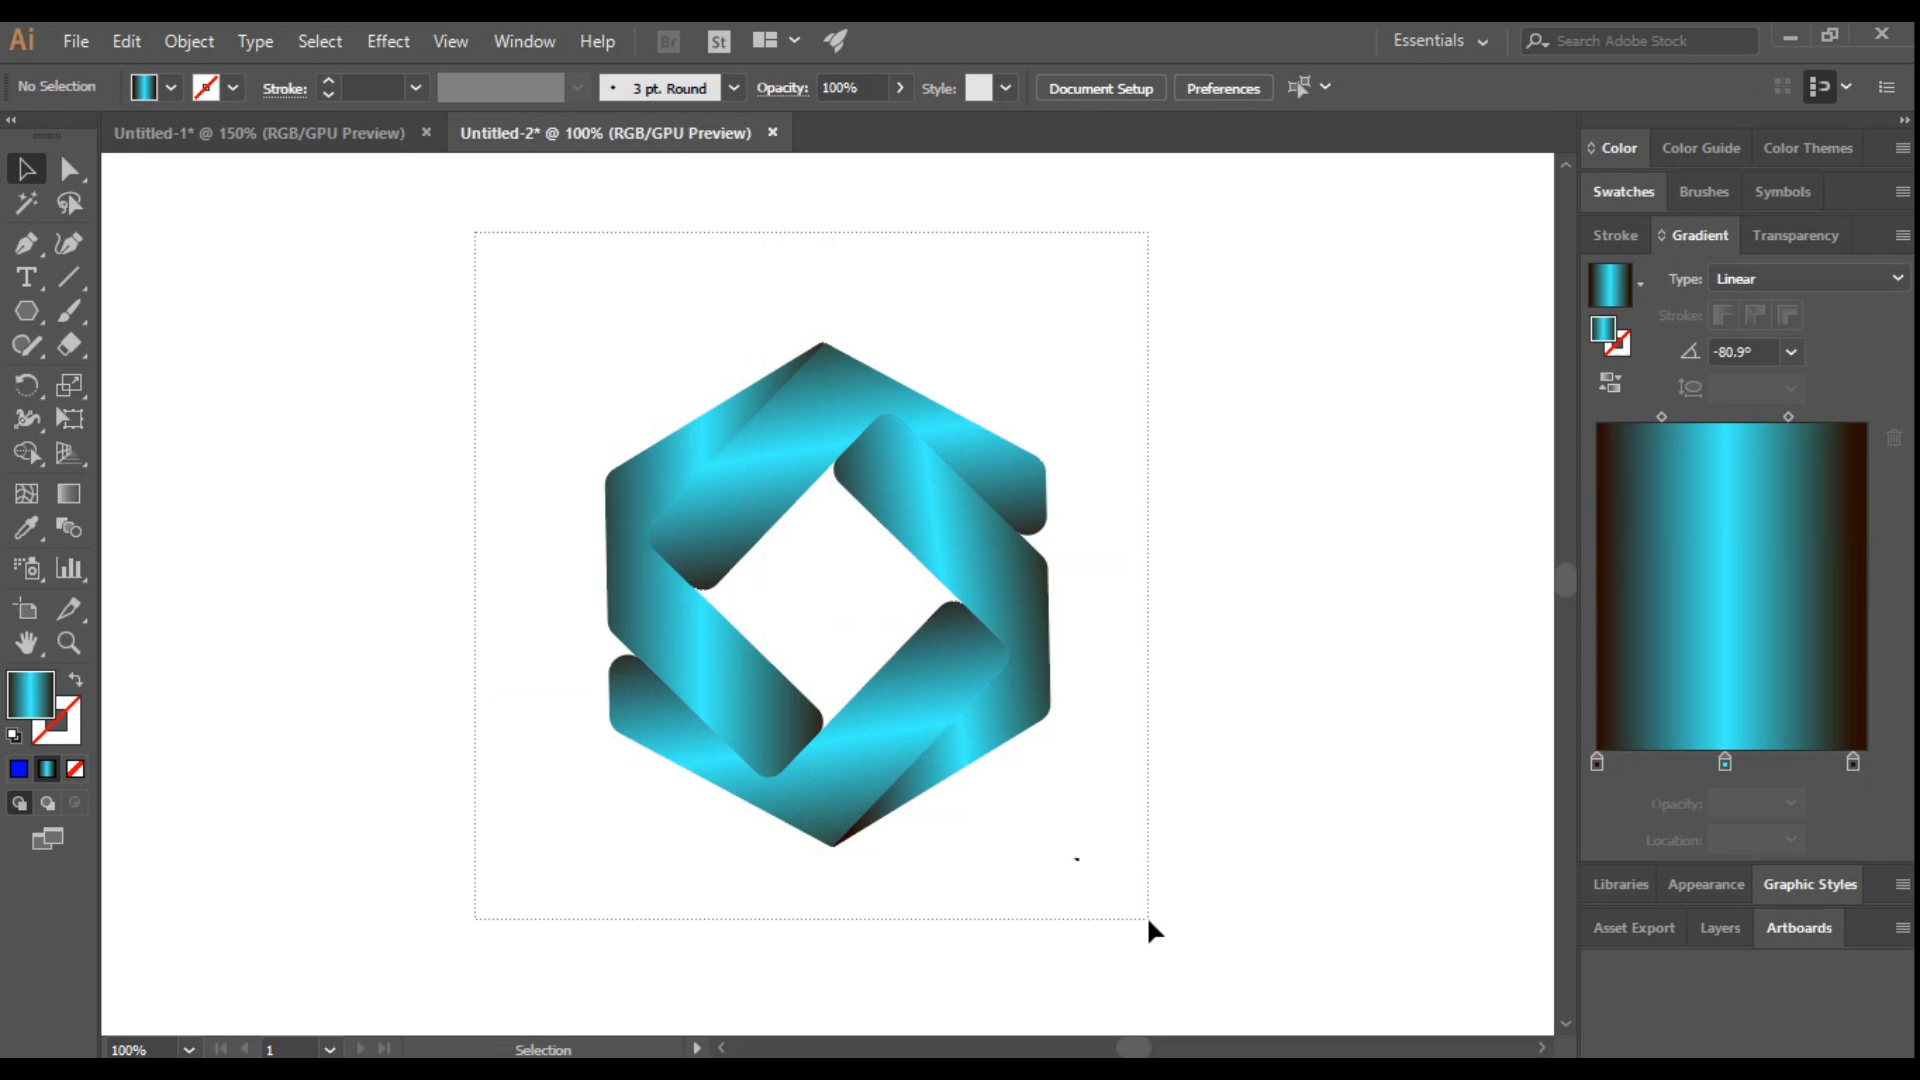 Ai File Edit Object Type Select Effect View Window Help Br St Essentials Search Adobe Stock
No Selection Stroke: 3 pt. Round Opacity: 100% Style: Document Setup Preferences
Untitled-1* @ 150% (RGB/GPU Preview) Untitled-2* @ 100% (RGB/GPU Preview)
Color Color Guide Color Themes
Swatches Brushes Symbols
Stroke Gradient Transparency
Type: Linear
Stroke:
-80.9°
Opacity:
Location:
Libraries Appearance Graphic Styles
Asset Export Layers Artboards
100% 1 Selection